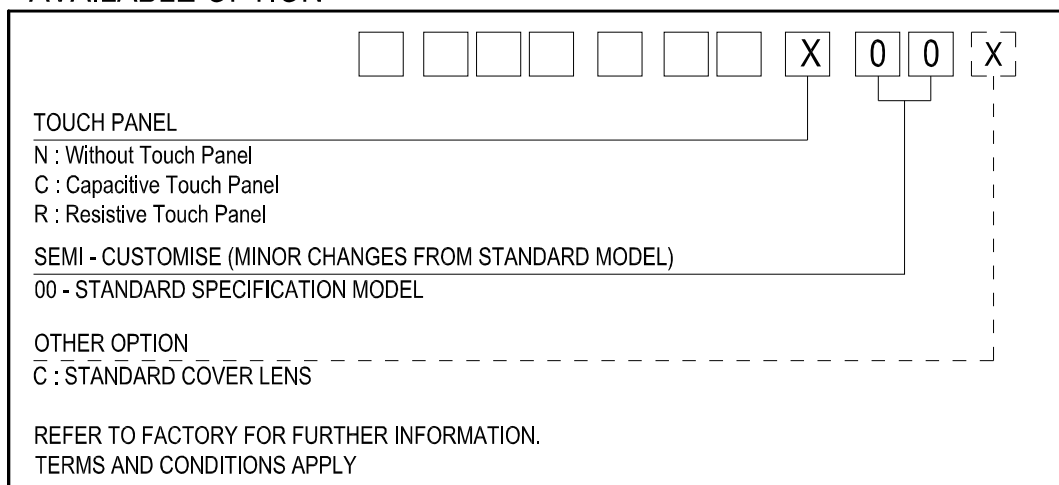 AVAILABLE OPTION
X 0 0 X
TOUCH PANEL
N : Without Touch Panel
C : Capacitive Touch Panel
R : Resistive Touch Panel
SEMI - CUSTOMISE (MINOR CHANGES FROM STANDARD MODEL)
00 - STANDARD SPECIFICATION MODEL
OTHER OPTION
C : STANDARD COVER LENS
REFER TO FACTORY FOR FURTHER INFORMATION.
TERMS AND CONDITIONS APPLY